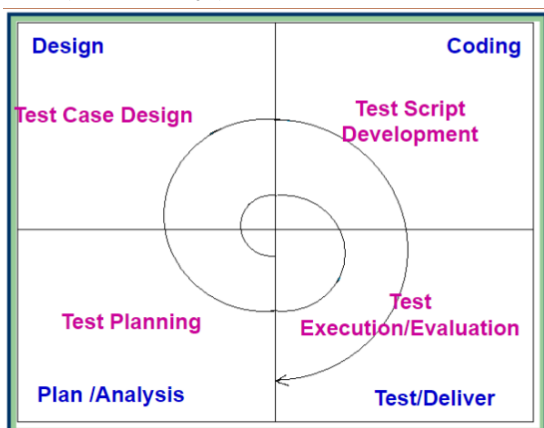 Design
Coding
Test Case Design
Test Script
Development
Test Planning
Test
Execution/Evaluation
Plan /Analysis
Test/Deliver